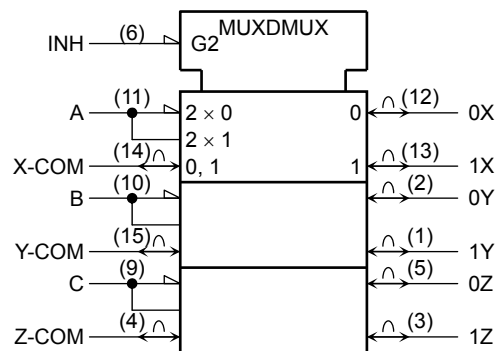 MUXDMUX
INH (6) G2
A (11) 2 × 0 0 (12) 0X
2 × 1
X-COM (14) ∩ 0, 1 1 ∩ (13) 1X
B (10) ∩ (2) 0Y
Y-COM (15) ∩ ∩ (1) 1Y
C (9) ∩ (5) 0Z
Z-COM (4) ∩ ∩ (3) 1Z